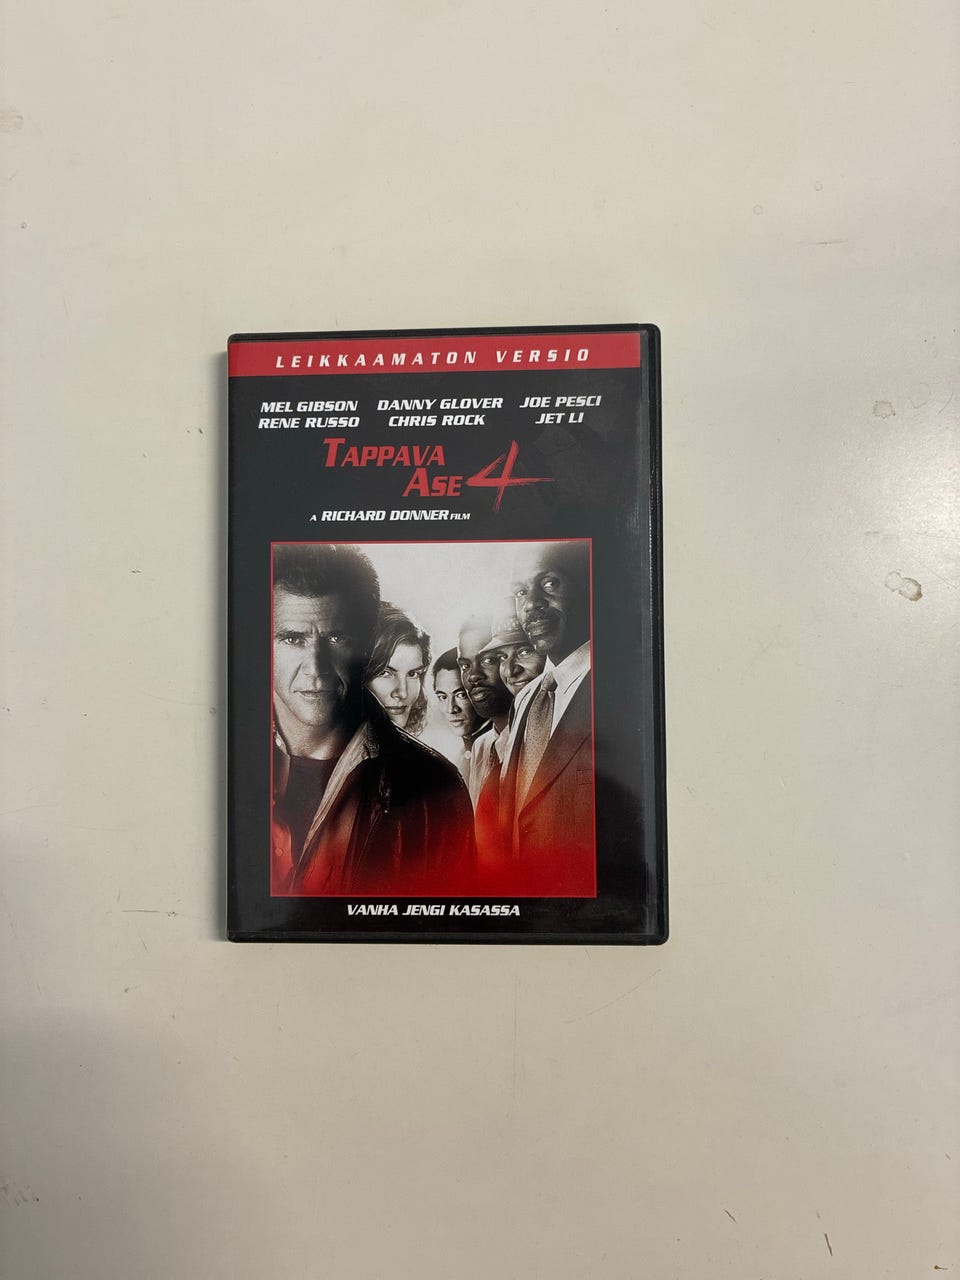 LEIKKAAMATON VERSIO
MEL GIBSON DANNY GLOVER JOE PESCI
RENE RUSSO CHRIS ROCK JET LI
TAPPAVA
ASE 4
A RICHARD DONNER FILM
VANHA JENGI KASASSA